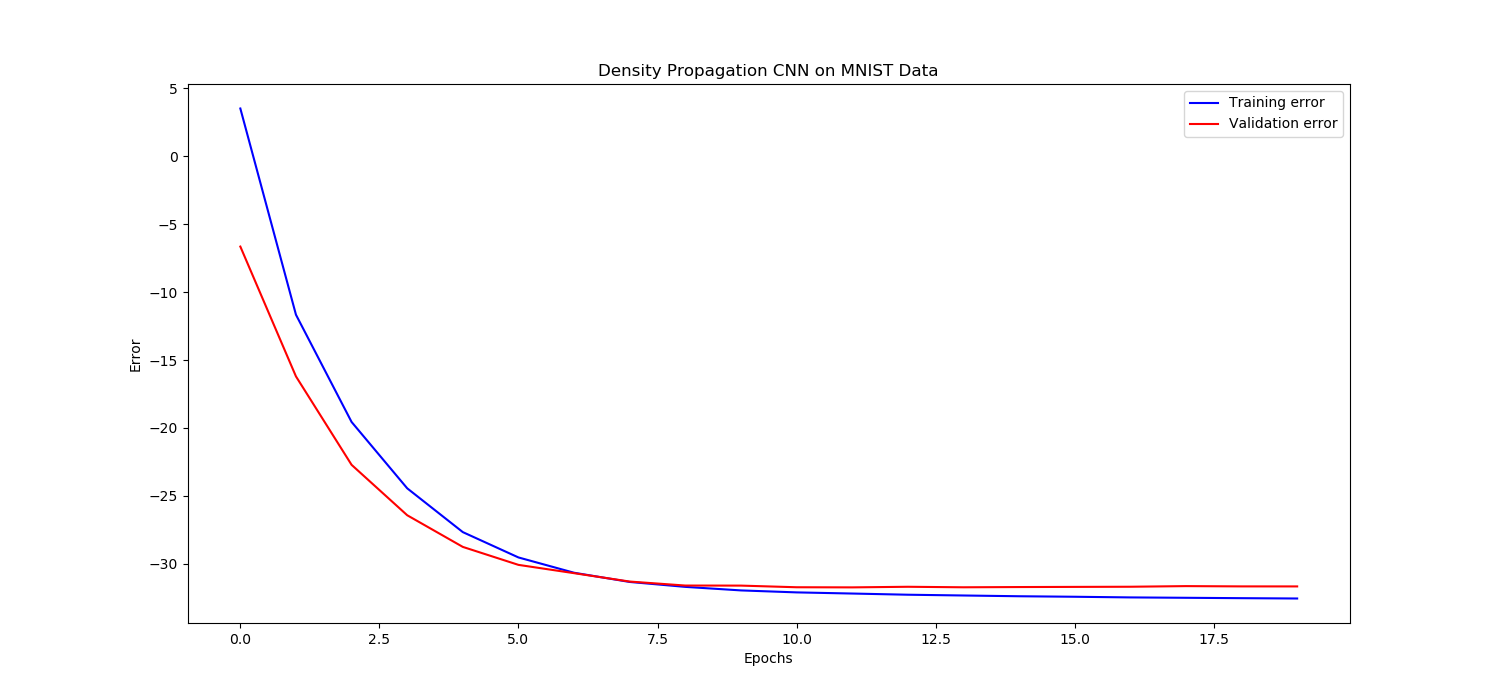 Density Propagation CNN on MNIST Data
Training error
Validation error
5
0
−5
−10
−15
−20
−25
−30
Error
0.0 2.5 5.0 7.5 10.0 12.5 15.0 17.5
Epochs